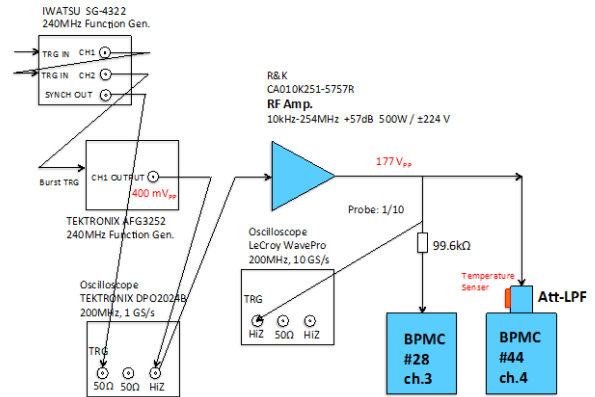 IWATSU SG-4322
240MHz Function Gen.
TRG IN CH1
TRG IN CH2
SYNCH OUT
R&K
CA010K251-5757R
RF Amp.
10kHz-254MHz +57dB 500W / ±224 V
177VPP
CH1 OUTPUT
400 mVPP
Burst TRG
TEKTRONIX AFG3252
240MHz Function Gen.
Probe: 1/10
Oscilloscope
LeCroy WavePro
200MHz, 10 GS/s
99.6kΩ
Temperature
Senser
Att-LPF
Oscilloscope
TEKTRONIX DPO2024B
200MHz, 1 GS/s
TRG
HiZ 50Ω HiZ
TRG
50Ω 50Ω HiZ
BPMC
#28
ch.3
BPMC
#44
ch.4